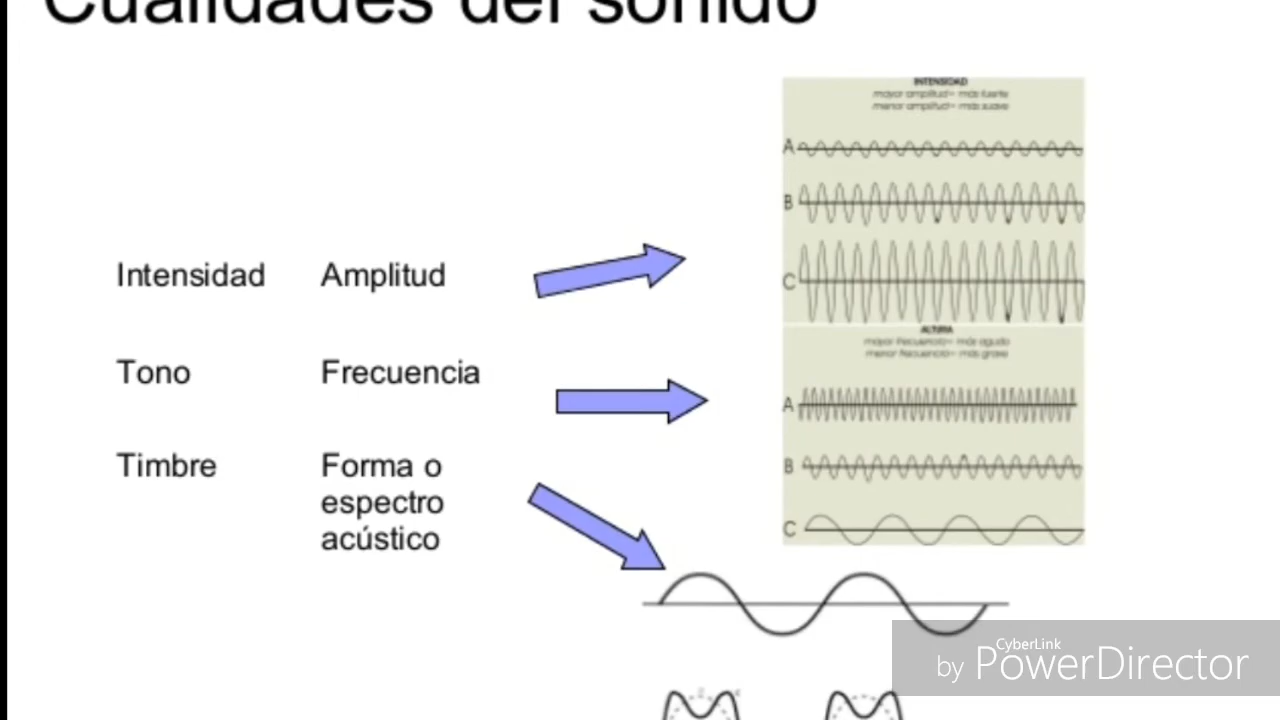 Cualidades del sonido
INTENSIDAD
mayor amplitud= más fuerte
menor amplitud= más suave
A
B
Intensidad Amplitud
C
ALTURA
mayor frecuencia= más agudo
menor frecuencia= más grave
Tono Frecuencia
A
Timbre Forma o
espectro
acústico
B
C
CyberLink
by PowerDirector